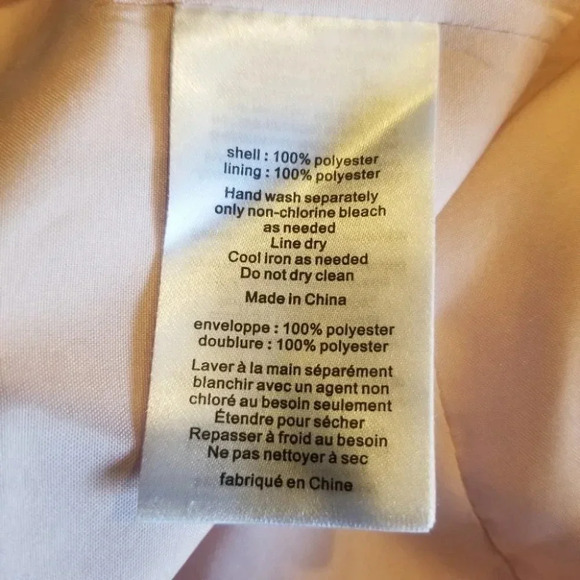 shell : 100% polyester
lining : 100% polyester
Hand wash separately
only non-chlorine bleach
as needed
Line dry
Cool iron as needed
Do not dry clean
Made in China
enveloppe : 100% polyester
doublure : 100% polyester
Laver à la main séparément
blanchir avec un agent non
chloré au besoin seulement
Étendre pour sécher
Repasser à froid au besoin
Ne pas nettoyer à sec
fabriqué en Chine